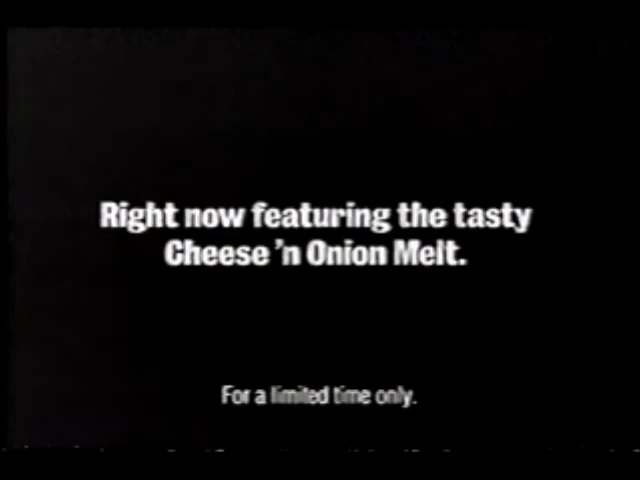 Right now featuring the tasty
Cheese 'n Onion Melt.
For a limited time only.